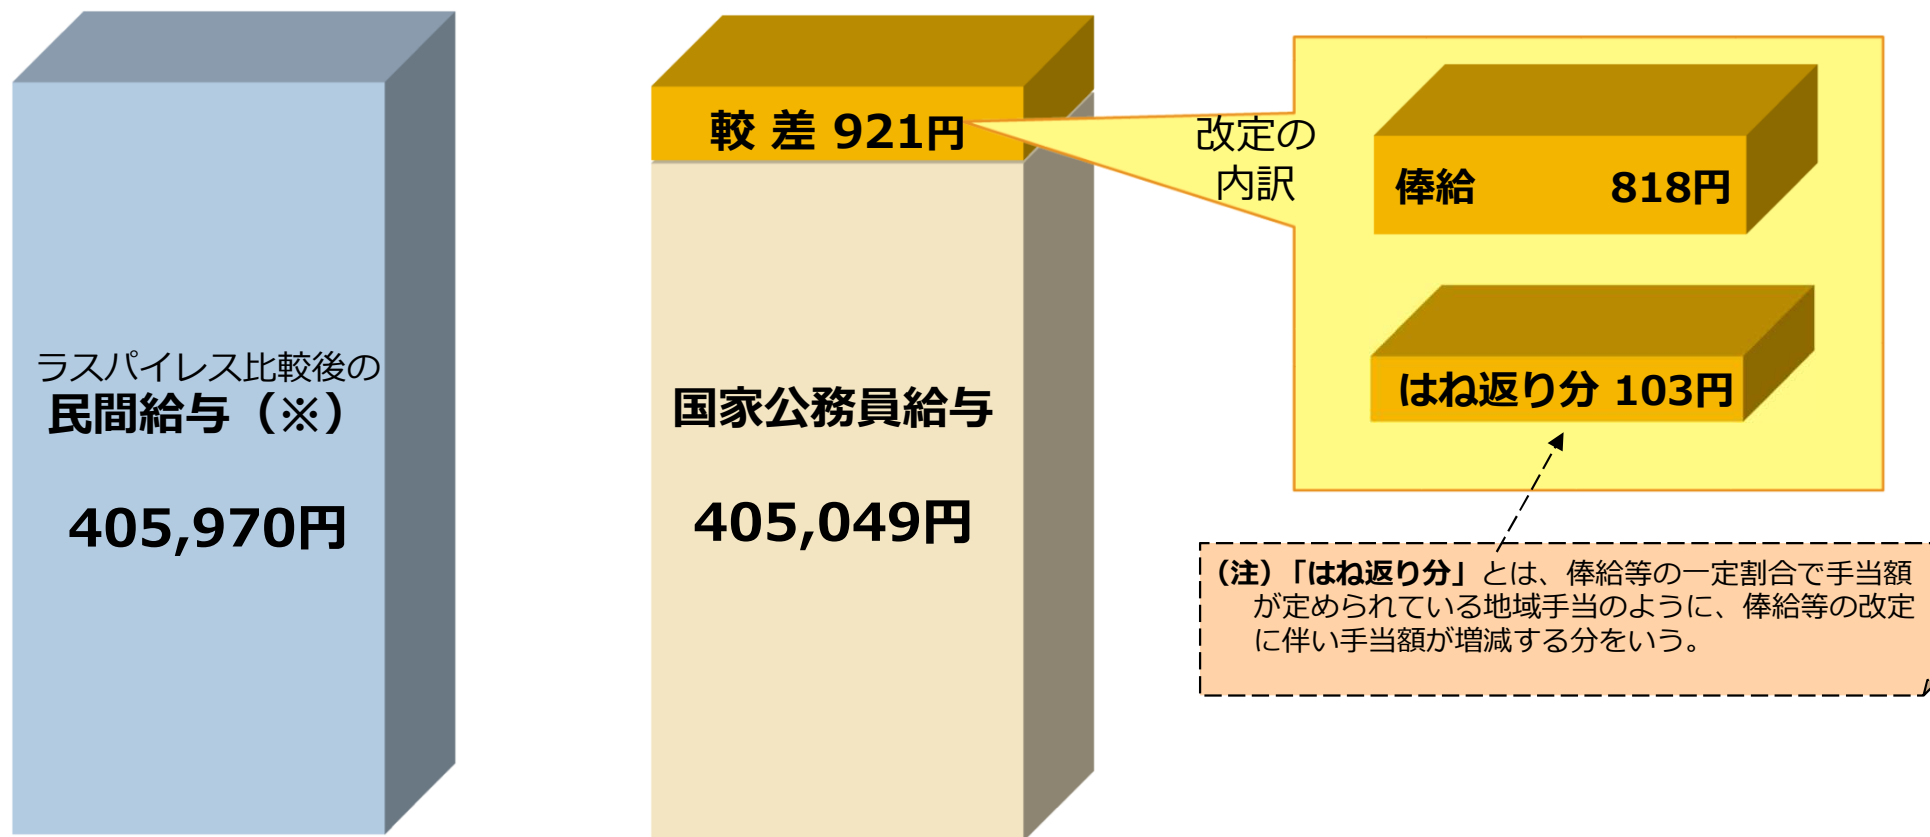 ラスパイレス比較後の
民間給与（※）
405,970円
較 差 921円
国家公務員給与
405,049円
改定の
内訳
俸給 818円
はね返り分 103円
（注）「はね返り分」とは、俸給等の一定割合で手当額
が定められている地域手当のように、俸給等の改定
に伴い手当額が増減する分をいう。